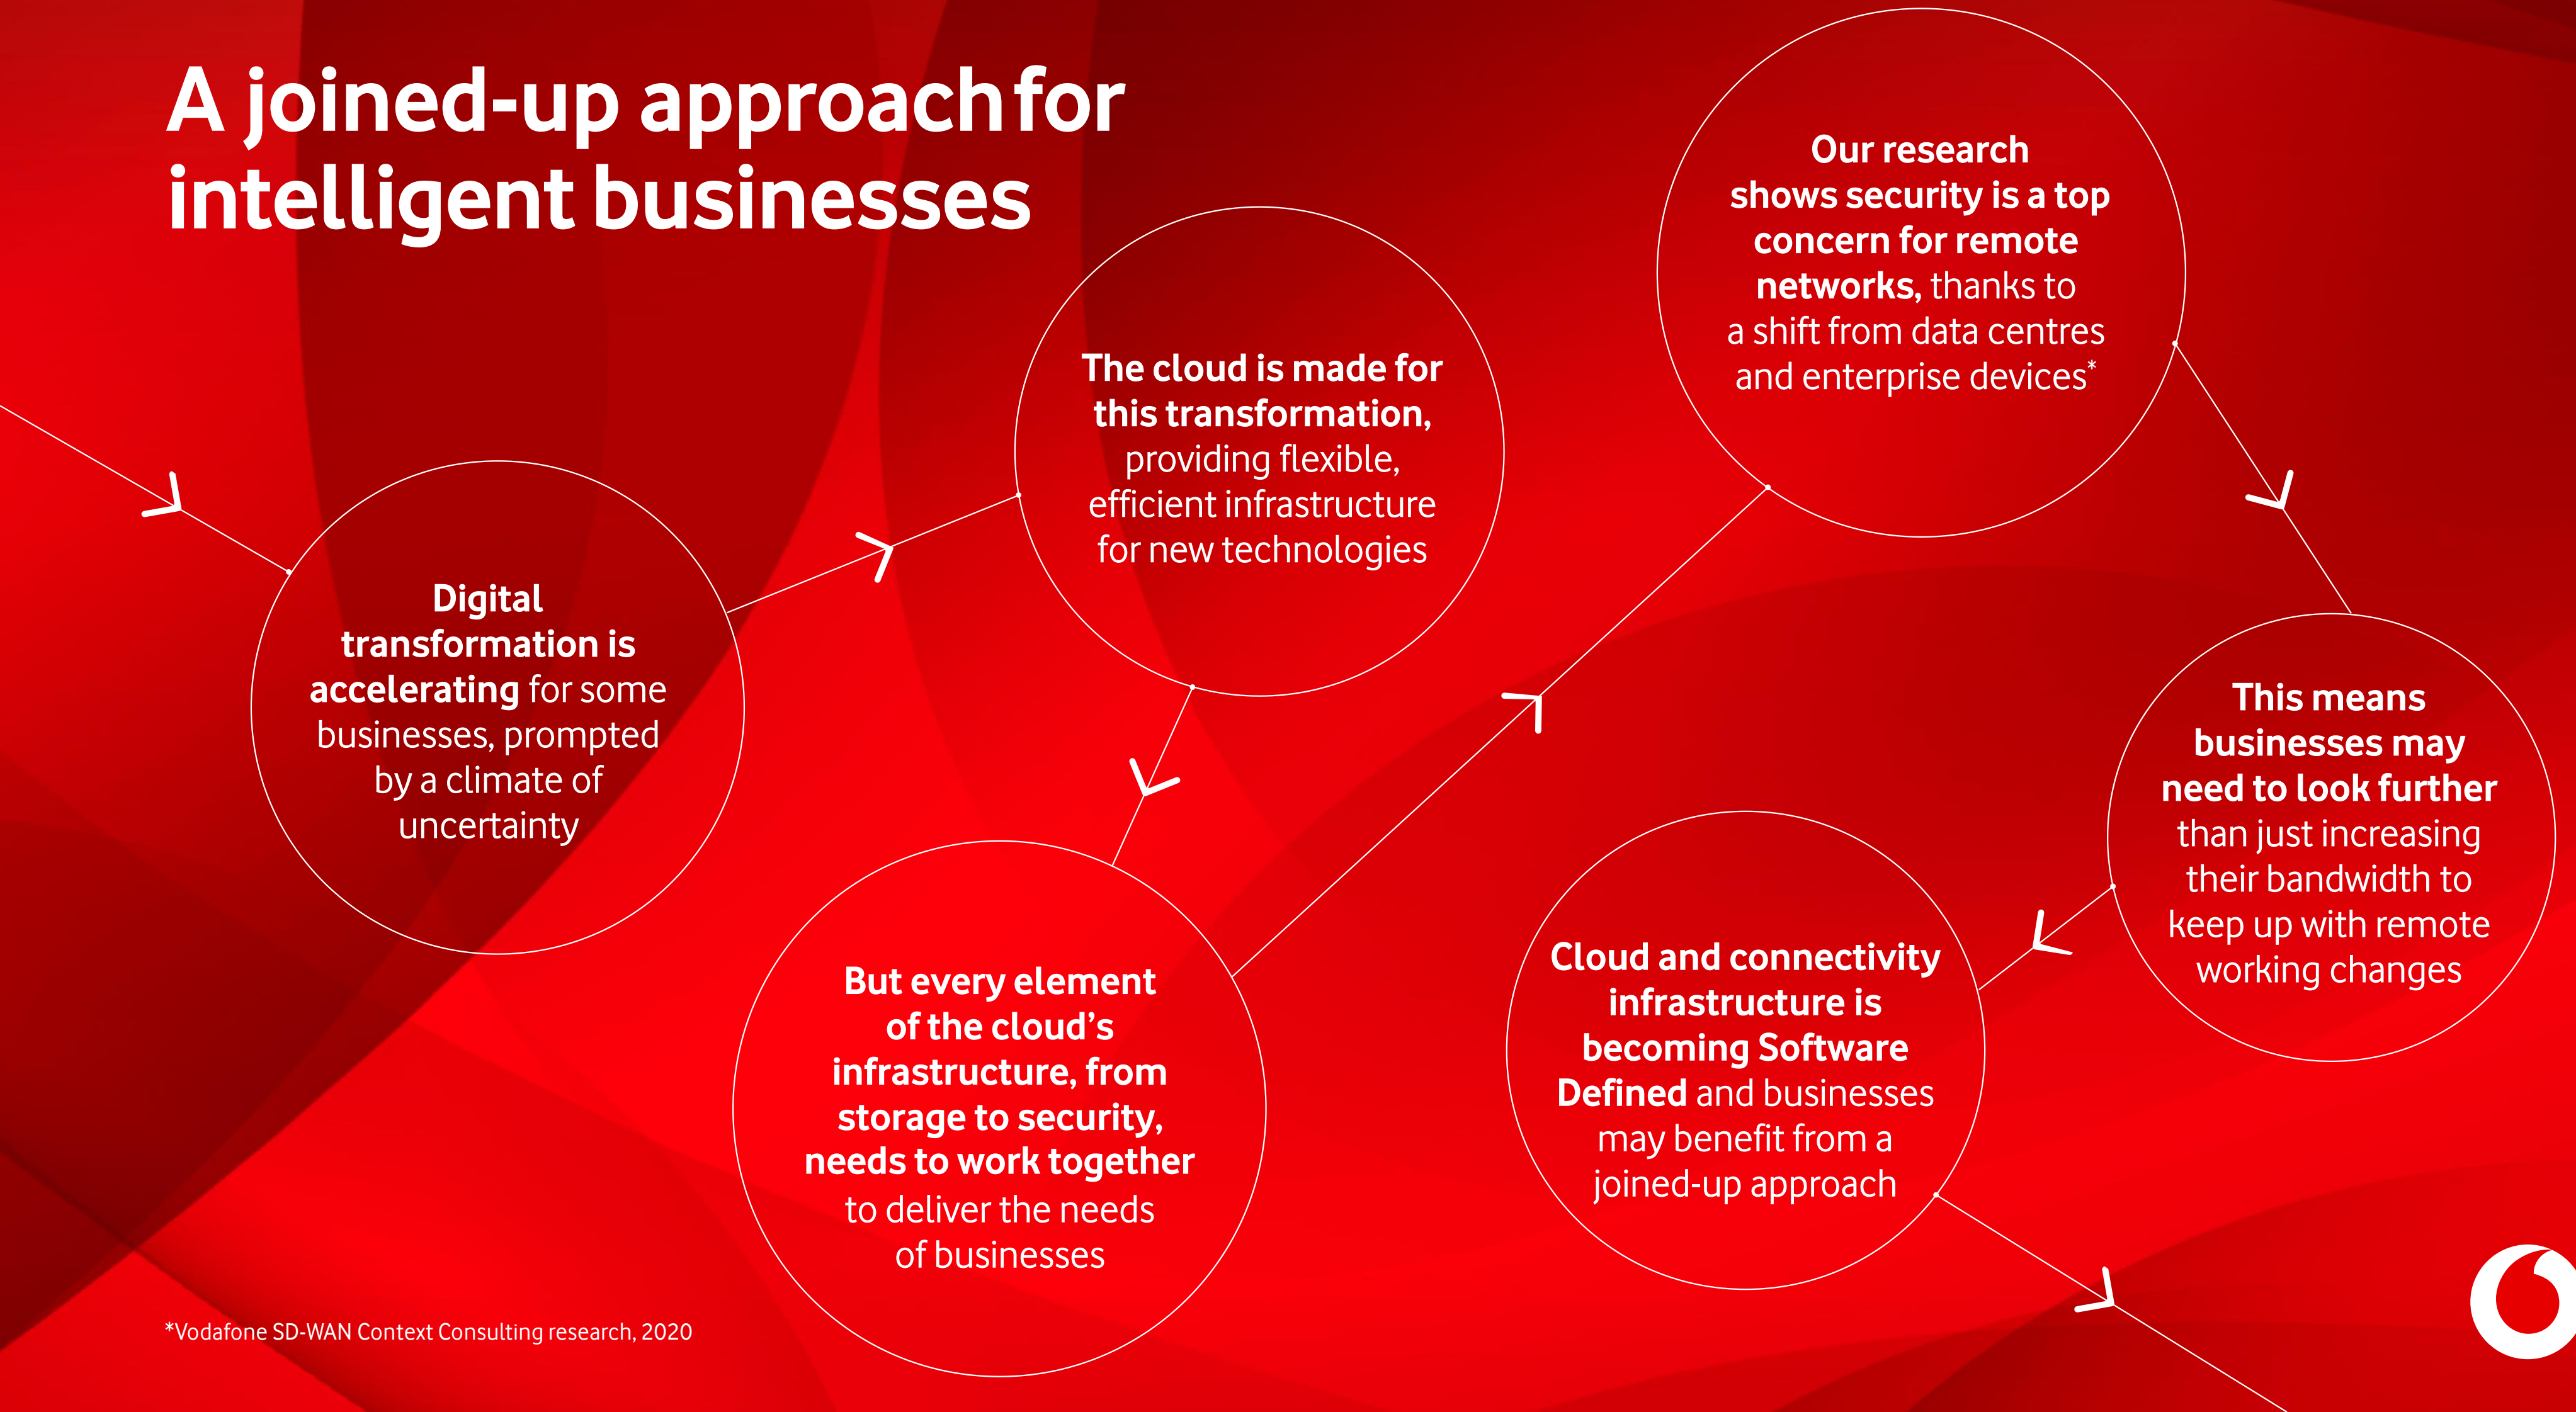 A joined-up approach for
intelligent businesses
Digital
transformation is
accelerating for some
businesses, prompted
by a climate of
uncertainty
The cloud is made for
this transformation,
providing flexible,
efficient infrastructure
for new technologies
But every element
of the cloud’s
infrastructure, from
storage to security,
needs to work together
to deliver the needs
of businesses
Our research
shows security is a top
concern for remote
networks, thanks to
a shift from data centres
and enterprise devices*
This means
businesses may
need to look further
than just increasing
their bandwidth to
keep up with remote
working changes
Cloud and connectivity
infrastructure is
becoming Software
Defined and businesses
may benefit from a
joined-up approach
*Vodafone SD-WAN Context Consulting research, 2020